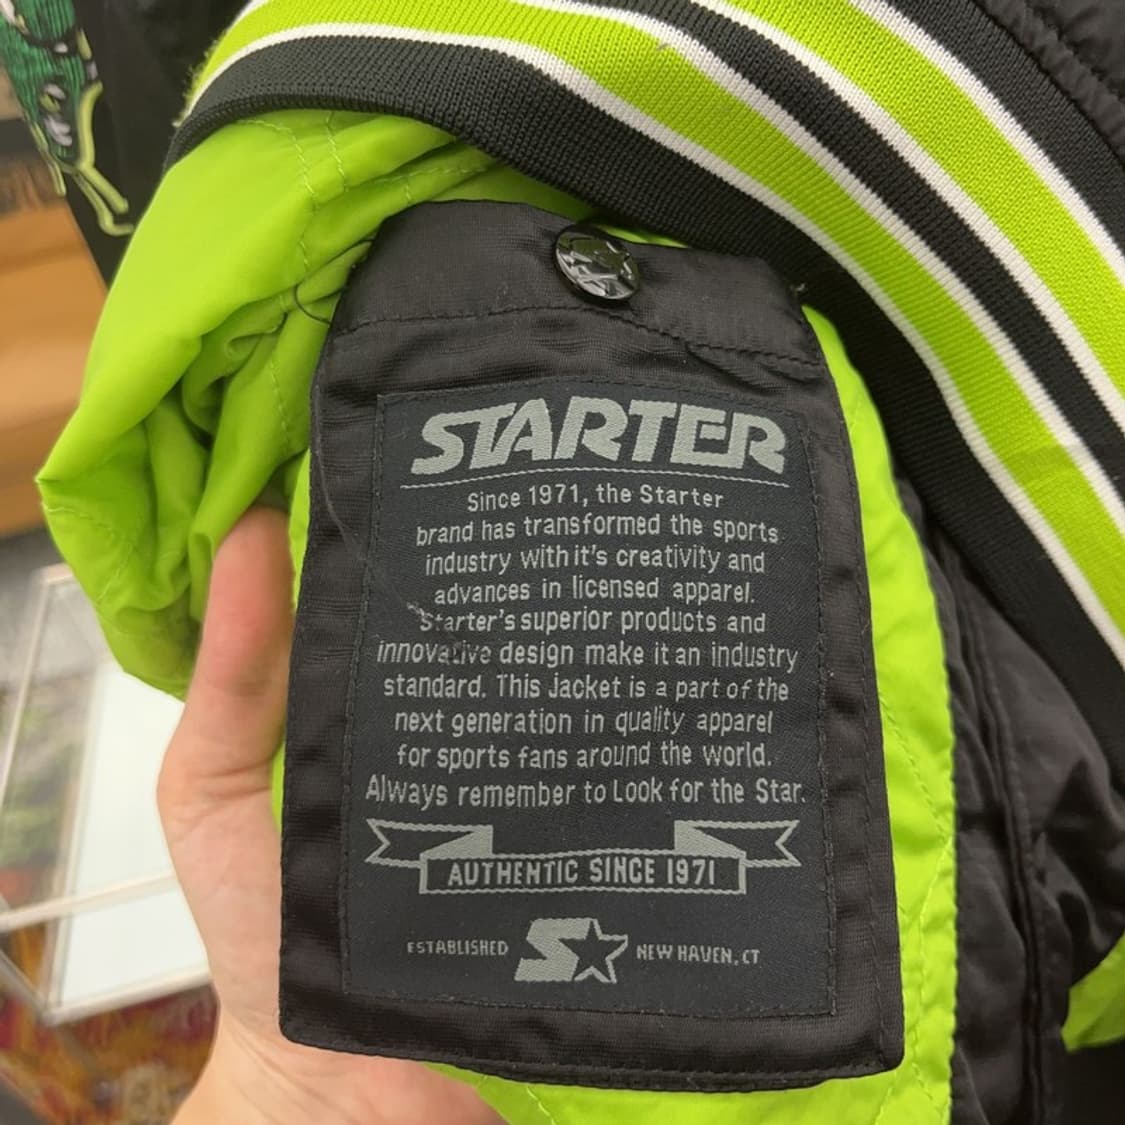 STARTER
Since 1971, the Starter
brand has transformed the sports
industry with it's creativity and
advances in licensed apparel.
Starter's superior products and
innovative design make it an industry
standard. This Jacket is a part of the
next generation in quality apparel
for sports fans around the world.
Always remember to Look for the Star.
AUTHENTIC SINCE 1971
ESTABLISHED S NEW HAVEN, CT